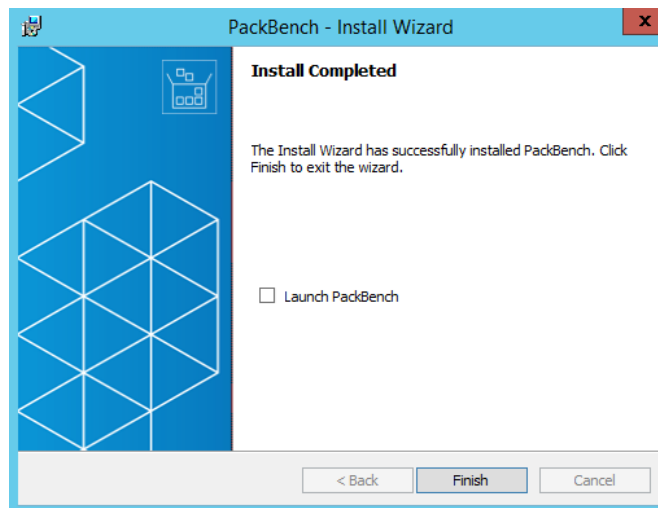 PackBench - Install Wizard
x
Install Completed
The Install Wizard has successfully installed PackBench. Click
Finish to exit the wizard.
Launch PackBench
< Back
Finish
Cancel